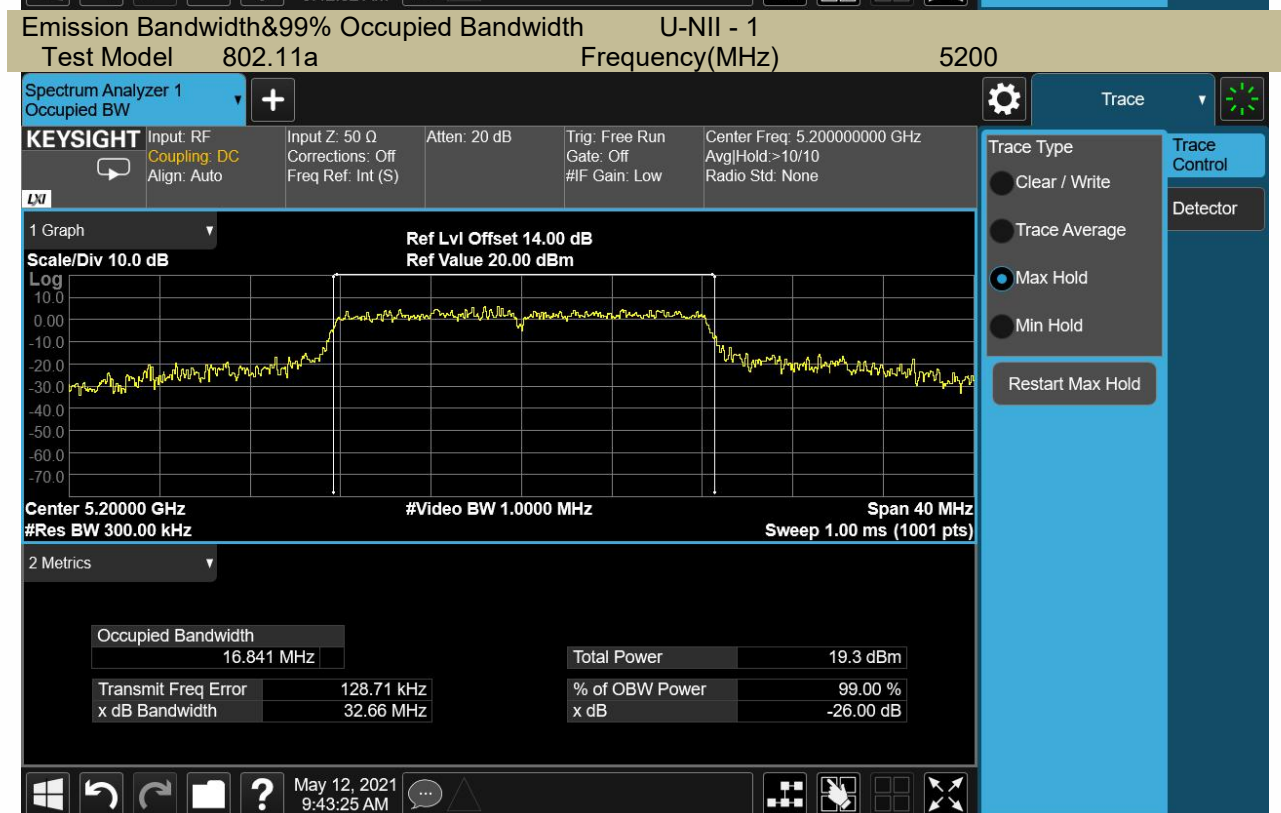 Emission Bandwidth&99% Occupied Bandwidth U-NII - 1
Test Model 802.11a Frequency(MHz) 5200
Spectrum Analyzer 1
Occupied BW
+
Trace
KEYSIGHT
LXI
Input: RF
Coupling: DC
Align: Auto
Input Z: 50 Ω
Corrections: Off
Freq Ref: Int (S)
Atten: 20 dB
Trig: Free Run
Gate: Off
#IF Gain: Low
Center Freq: 5.200000000 GHz
Avg|Hold:>10/10
Radio Std: None
Trace Type
Clear / Write
Trace Average
Max Hold
Min Hold
Restart Max Hold
Trace
Control
Detector
1 Graph
Scale/Div 10.0 dB
Ref Lvl Offset 14.00 dB
Ref Value 20.00 dBm
Log
10.0
0.00
-10.0
-20.0
-30.0
-40.0
-50.0
-60.0
-70.0
Center 5.20000 GHz
#Video BW 1.0000 MHz
Span 40 MHz
#Res BW 300.00 kHz
Sweep 1.00 ms (1001 pts)
2 Metrics
Occupied Bandwidth
16.841 MHz
Total Power 19.3 dBm
Transmit Freq Error 128.71 kHz
% of OBW Power 99.00 %
x dB Bandwidth 32.66 MHz
x dB -26.00 dB
?
May 12, 2021
9:43:25 AM